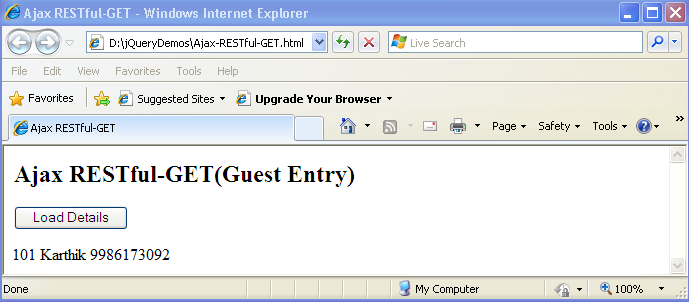 Ajax RESTful-GET - Windows Internet Explorer
D:\jQueryDemos\Ajax-RESTful-GET.html
Live Search
File Edit View Favorites Tools Help
Favorites Suggested Sites Upgrade Your Browser
Ajax RESTful-GET Page Safety Tools »
Ajax RESTful-GET(Guest Entry)
Load Details
101 Karthik 9986173092
Done My Computer 100%